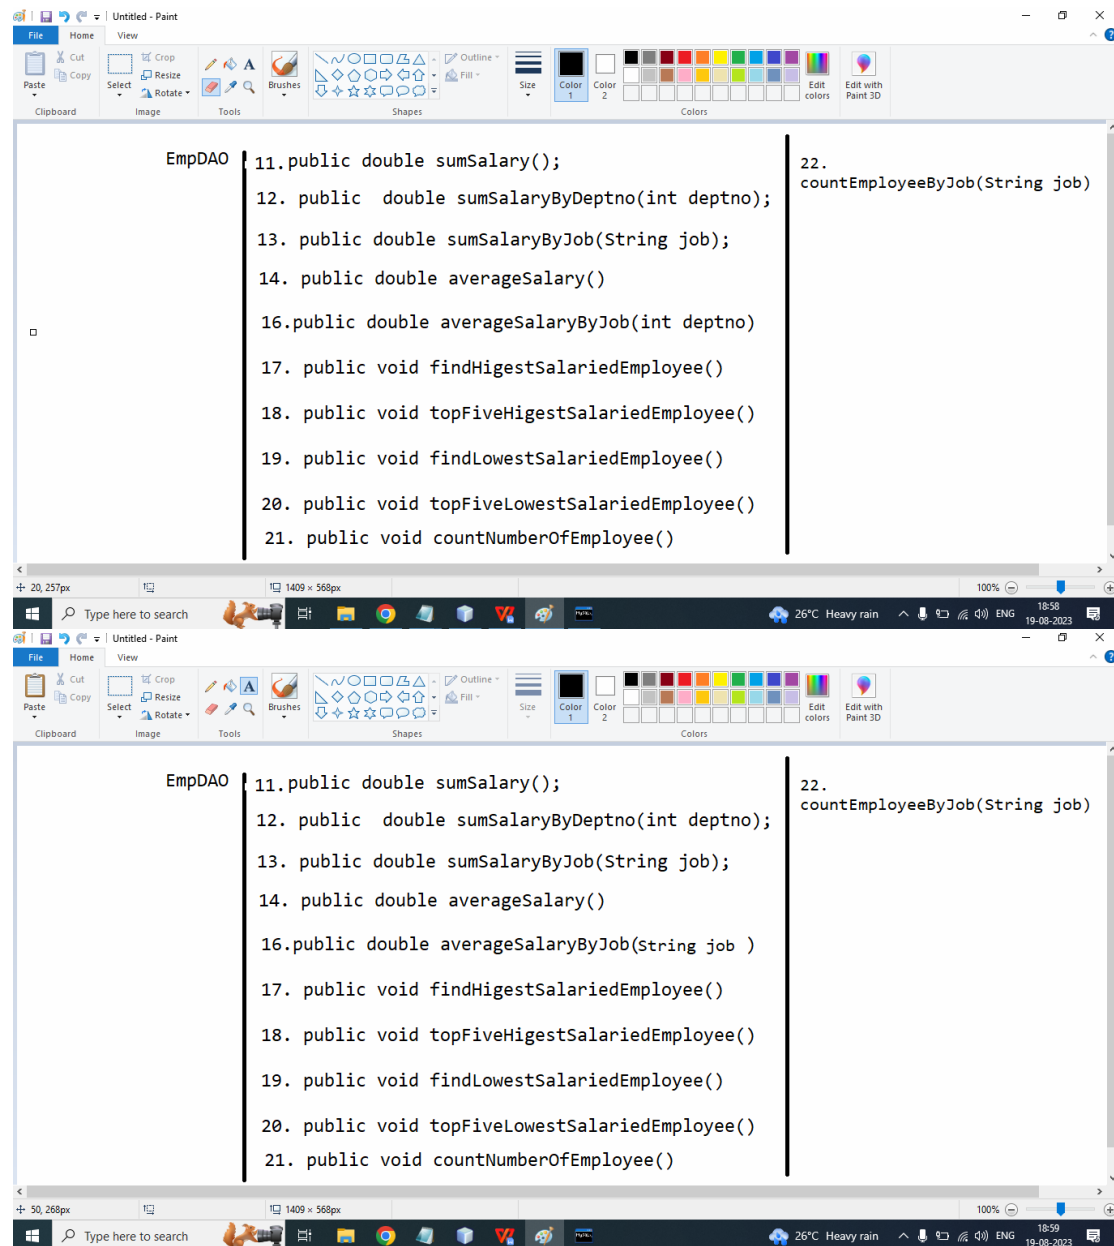 Untitled - Paint
File Home View
Cut
Copy
Paste
Clipboard
Crop
Resize
Rotate
Select
Image
A
Tools
Brushes
Outline
Fill
Shapes
Size
Color 1
Color 2
Edit colors
Edit with Paint 3D
Colors
EmpDAO
11.public double sumSalary();
12. public double sumSalaryByDeptno(int deptno);
13. public double sumSalaryByJob(String job);
14. public double averageSalary()
16.public double averageSalaryByJob(int deptno)
17. public void findHigestSalariedEmployee()
18. public void topFiveHigestSalariedEmployee()
19. public void findLowestSalariedEmployee()
20. public void topFiveLowestSalariedEmployee()
21. public void countNumberOfEmployee()
22.
countEmployeeByJob(String job)
20, 257px
1409 × 568px
100%
Type here to search
26°C Heavy rain
ENG
18:58
19-08-2023
Untitled - Paint
File Home View
Cut
Copy
Paste
Clipboard
Crop
Resize
Rotate
Select
Image
A
Tools
Brushes
Outline
Fill
Shapes
Size
Color 1
Color 2
Edit colors
Edit with Paint 3D
Colors
EmpDAO
11.public double sumSalary();
12. public double sumSalaryByDeptno(int deptno);
13. public double sumSalaryByJob(String job);
14. public double averageSalary()
16.public double averageSalaryByJob(String job )
17. public void findHigestSalariedEmployee()
18. public void topFiveHigestSalariedEmployee()
19. public void findLowestSalariedEmployee()
20. public void topFiveLowestSalariedEmployee()
21. public void countNumberOfEmployee()
22.
countEmployeeByJob(String job)
50, 268px
1409 × 568px
100%
Type here to search
26°C Heavy rain
ENG
18:59
19-08-2023